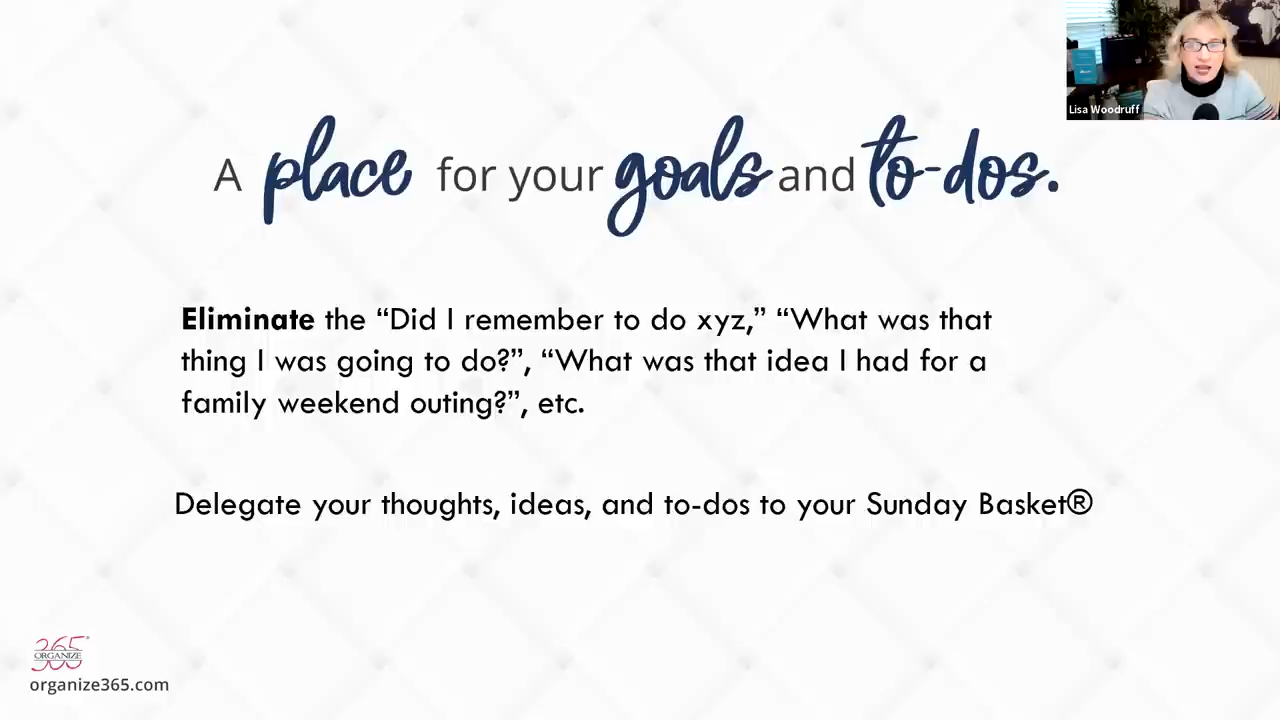 Lisa Woodruff
A place for your goals and to-dos.
Eliminate the “Did I remember to do xyz,” “What was that
thing I was going to do?”, “What was that idea I had for a
family weekend outing?”, etc.
Delegate your thoughts, ideas, and to-dos to your Sunday Basket®
365®
ORGANIZE
organize365.com